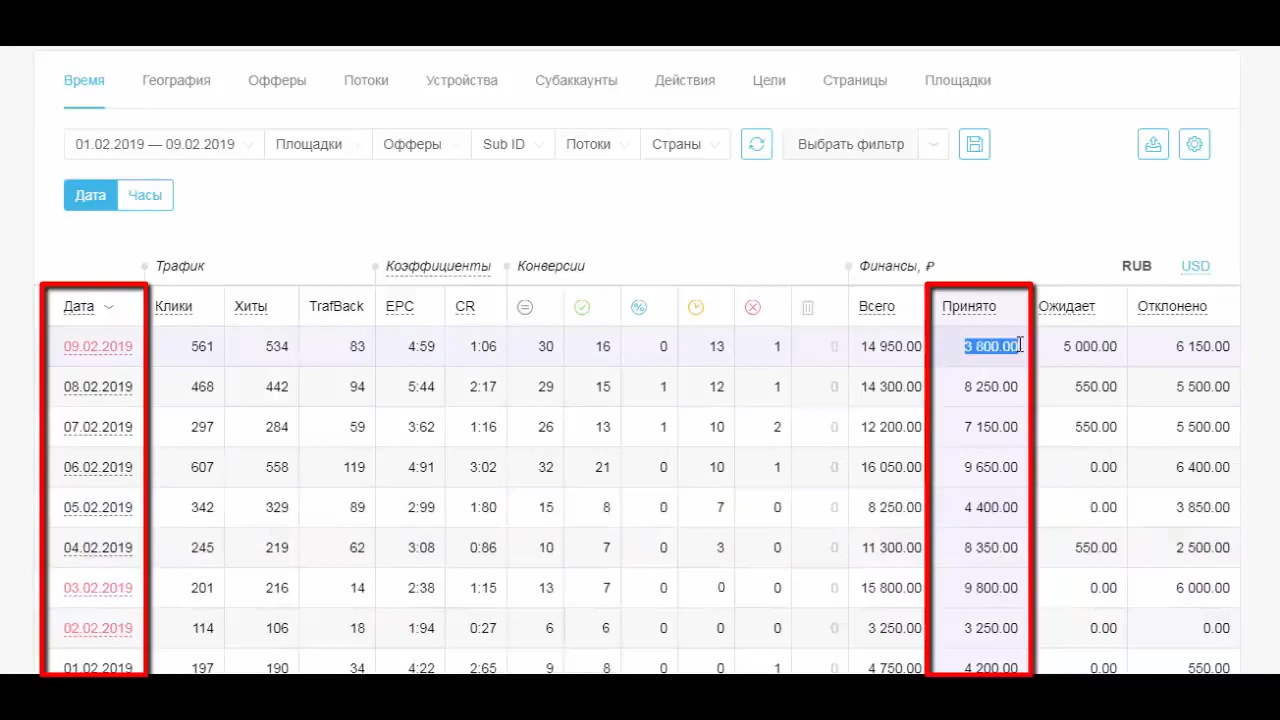 Время География Офферы Потоки Устройства Субаккаунты Действия Цели Страницы Площадки
01.02.2019 — 09.02.2019 Площадки Офферы Sub ID Потоки Страны Выбрать фильтр
Дата Часы
Трафик Коэффициенты Конверсии Финансы, ₽ RUB USD
Дата Клики Хиты TrafBack EPC CR Всего Принято Ожидает Отклонено
09.02.2019 561 534 83 4:59 1:06 30 16 0 13 1 0 14 950.00 3 800.00 5 000.00 6 150.00
08.02.2019 468 442 94 5:44 2:17 29 15 1 12 1 0 14 300.00 8 250.00 550.00 5 500.00
07.02.2019 297 284 59 3:62 1:16 26 13 1 10 2 0 12 200.00 7 150.00 550.00 5 500.00
06.02.2019 607 558 119 4:91 3:02 32 21 0 10 1 0 16 050.00 9 650.00 0.00 6 400.00
05.02.2019 342 329 89 2:99 1:80 15 8 0 7 0 0 8 250.00 4 400.00 0.00 3 850.00
04.02.2019 245 219 62 3:08 0:86 10 7 0 3 0 0 11 300.00 8 350.00 550.00 2 500.00
03.02.2019 201 216 14 2:38 1:15 13 7 0 0 0 0 15 800.00 9 800.00 0.00 6 000.00
02.02.2019 114 106 18 1:94 0:27 6 6 0 0 0 0 3 250.00 3 250.00 0.00 0.00
01.02.2019 197 190 34 4:22 2:65 9 8 0 0 1 0 4 750.00 4 200.00 0.00 550.00